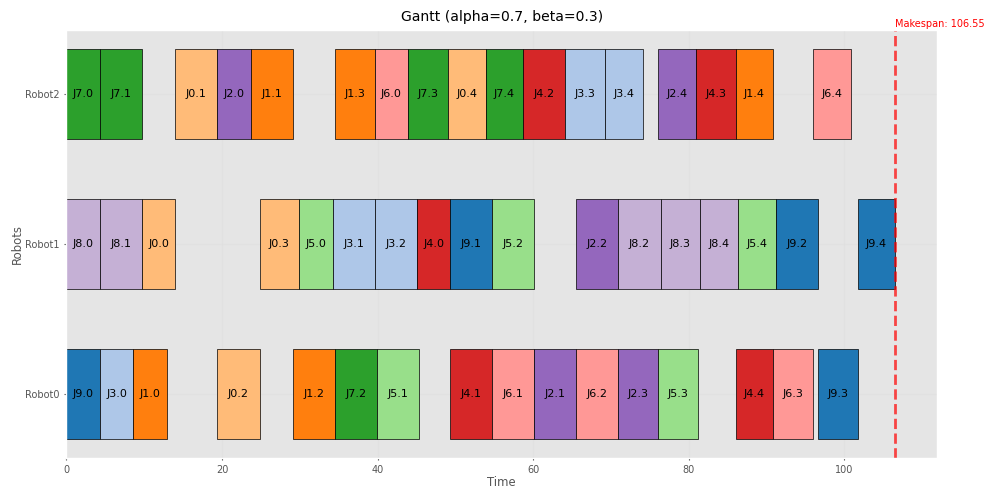 Gantt (alpha=0.7, beta=0.3)
Makespan: 106.55
Robots
Robot2
J7.0 J7.1 J0.1 J2.0 J1.1 J1.3 J6.0 J7.3 J0.4 J7.4 J4.2 J3.3 J3.4 J2.4 J4.3 J1.4 J6.4
Robot1
J8.0 J8.1 J0.0 J0.3 J5.0 J3.1 J3.2 J4.0 J9.1 J5.2 J2.2 J8.2 J8.3 J8.4 J5.4 J9.2 J9.4
Robot0
J9.0 J3.0 J1.0 J0.2 J1.2 J7.2 J5.1 J4.1 J6.1 J2.1 J6.2 J2.3 J5.3 J4.4 J6.3 J9.3
0 20 40 60 80 100
Time